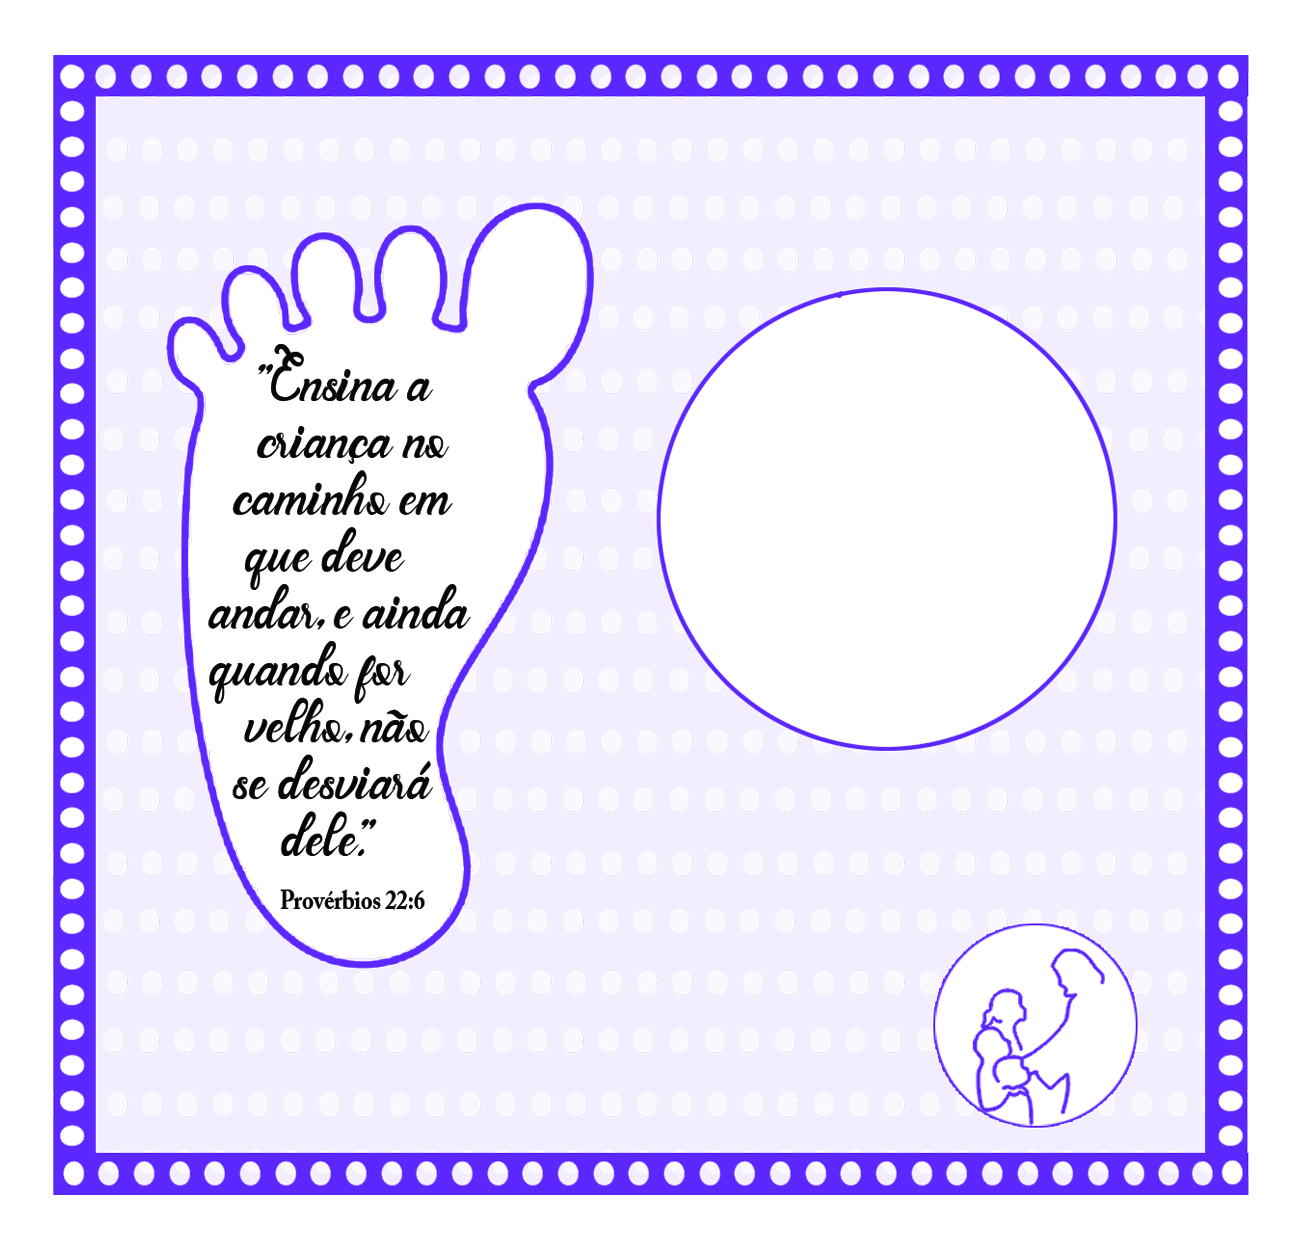 "Ensina a
criança no
caminho em
que deve
andar, e ainda
quando for
velho, não
se desviará
dele."
Provérbios 22:6